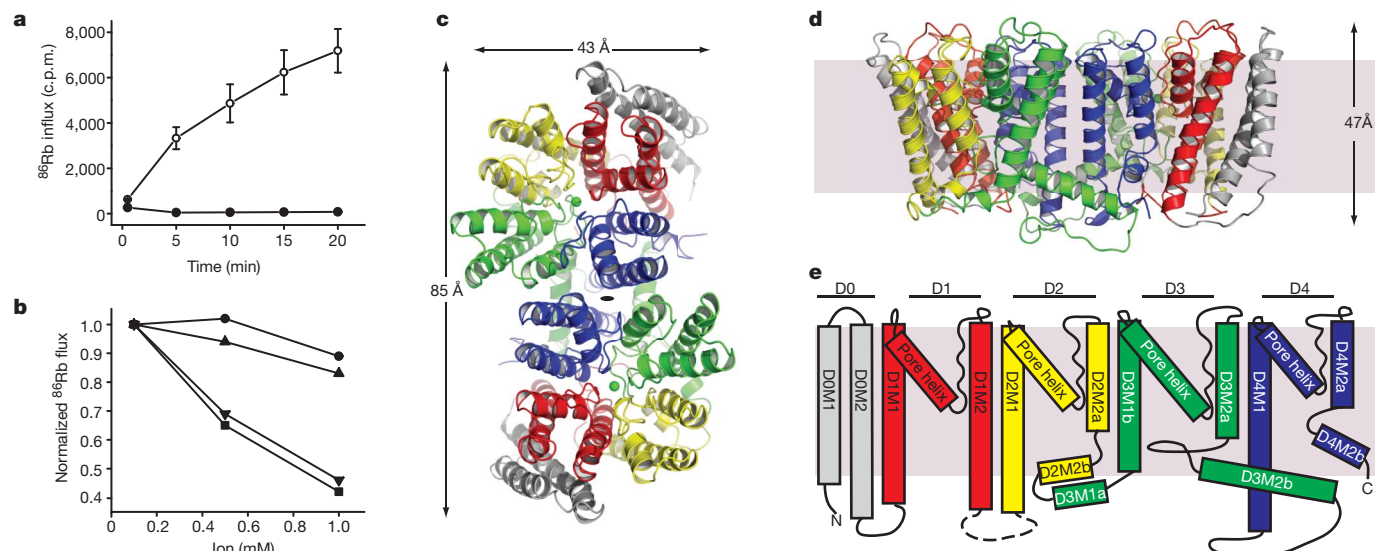 a
8,000
6,000
4,000
2,000
0
⁸⁶Rb influx (c.p.m.)
0
5
10
15
20
Time (min)
b
1.0
0.9
0.8
0.7
0.6
0.5
0.4
Normalized ⁸⁶Rb flux
0.0
0.2
0.4
0.6
0.8
1.0
Ion (mM)
c
43 Å
85 Å
d
47Å
e
D0
D1
D2
D3
D4
D0M1
D0M2
D1M1
Pore helix
D1M2
D2M1
Pore helix
D2M2a
D2M2b
D3M1a
D3M1b
Pore helix
D3M2a
D3M2b
D4M1
Pore helix
D4M2a
D4M2b
N
C